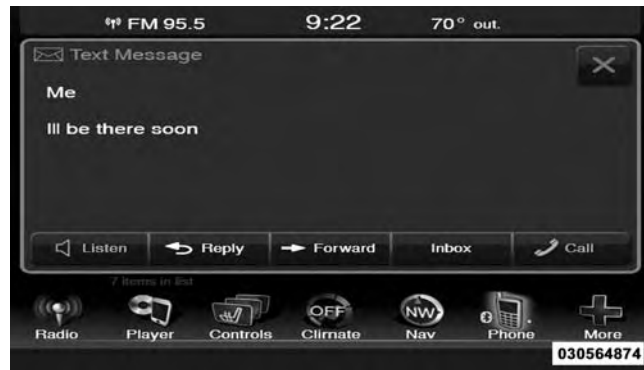 FM 95.5 9:22 70° out.
Text Message
Me
Ill be there soon
Listen Reply Forward Inbox Call
7 items in list
OFF NW
Radio Player Controls Climate Nav Phone More
030564874